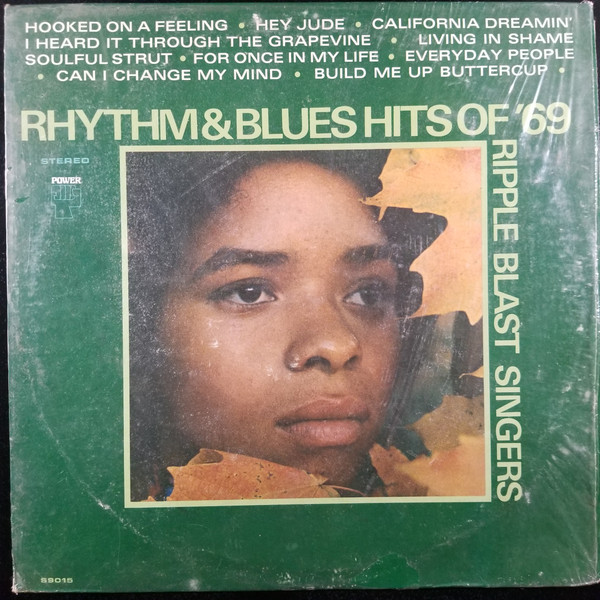 HOOKED ON A FEELING • HEY JUDE • CALIFORNIA DREAMIN'
I HEARD IT THROUGH THE GRAPEVINE • LIVING IN SHAME
SOULFUL STRUT • FOR ONCE IN MY LIFE • EVERYDAY PEOPLE
• CAN I CHANGE MY MIND • BUILD ME UP BUTTERCUP •
RHYTHM & BLUES HITS OF '69
STEREO
POWER
RIPPLE BLAST SINGERS
S9015